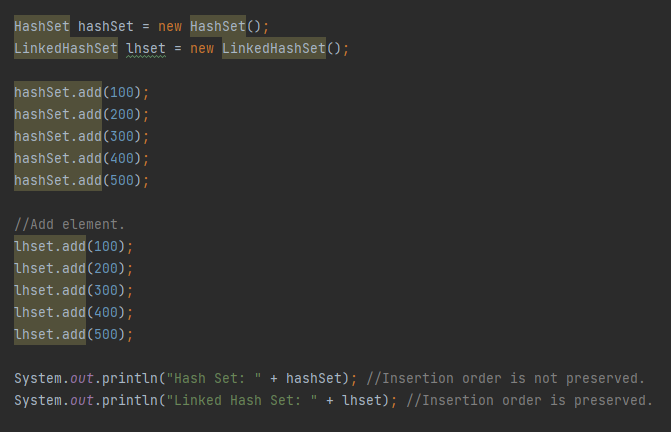 HashSet hashSet = new HashSet();
LinkedHashSet lhset = new LinkedHashSet();
hashSet.add(100);
hashSet.add(200);
hashSet.add(300);
hashSet.add(400);
hashSet.add(500);
//Add element.
lhset.add(100);
lhset.add(200);
lhset.add(300);
lhset.add(400);
lhset.add(500);
System.out.println("Hash Set: " + hashSet); //Insertion order is not preserved.
System.out.println("Linked Hash Set: " + lhset); //Insertion order is preserved.